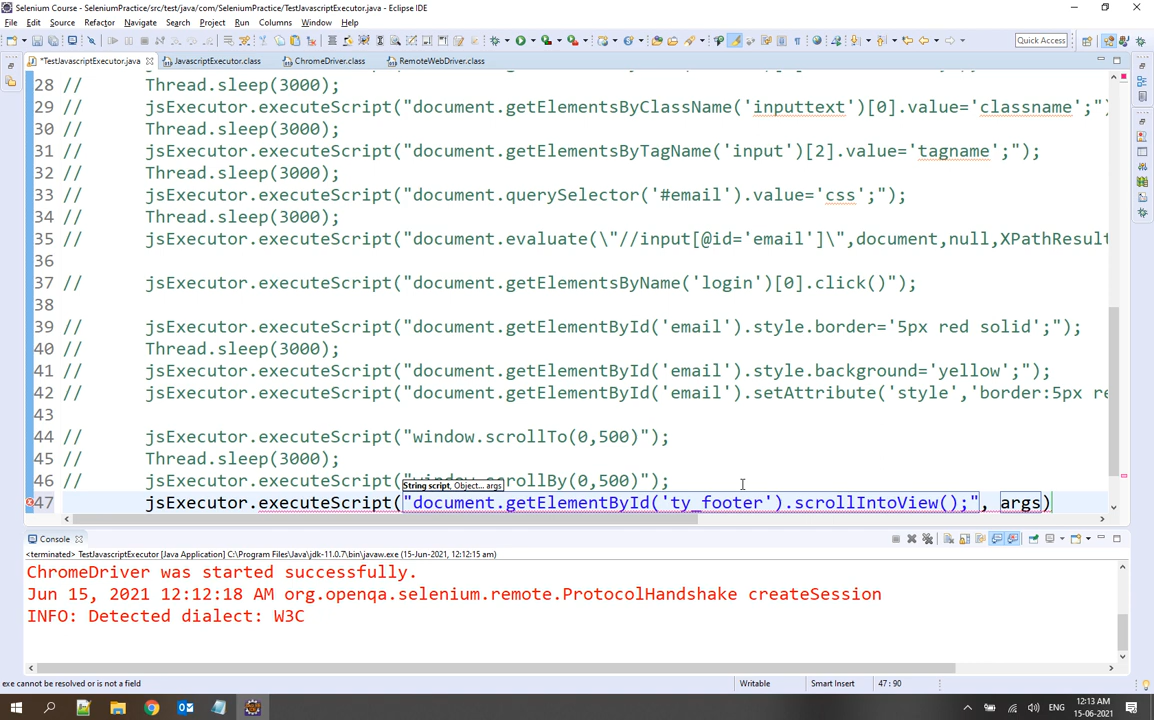 Selenium Course - SeleniumPractice/src/test/java/com/SeleniumPractice/TestJavascriptExecutor.java - Eclipse IDE
File Edit Source Refactor Navigate Search Project Run Columns Window Help
Quick Access
*TestJavascriptExecutor.java JavascriptExecutor.class ChromeDriver.class RemoteWebDriver.class
28 // Thread.sleep(3000);
29 // jsExecutor.executeScript("document.getElementsByClassName('inputtext')[0].value='classname';")
30 // Thread.sleep(3000);
31 // jsExecutor.executeScript("document.getElementsByTagName('input')[2].value='tagname';");
32 // Thread.sleep(3000);
33 // jsExecutor.executeScript("document.querySelector('#email').value='css';");
34 // Thread.sleep(3000);
35 // jsExecutor.executeScript("document.evaluate(\"//input[@id='email']\",document,null,XPathResult
36
37 // jsExecutor.executeScript("document.getElementsByName('login')[0].click()");
38
39 // jsExecutor.executeScript("document.getElementById('email').style.border='5px red solid';");
40 // Thread.sleep(3000);
41 // jsExecutor.executeScript("document.getElementById('email').style.background='yellow';");
42 // jsExecutor.executeScript("document.getElementById('email').setAttribute('style','border:5px re
43
44 // jsExecutor.executeScript("window.scrollTo(0,500)");
45 // Thread.sleep(3000);
46 // jsExecutor.executeScript("window.scrollBy(0,500)");
String script, Object... args
47 jsExecutor.executeScript("document.getElementById('ty_footer').scrollIntoView();", args)
Console
<terminated> TestJavascriptExecutor [Java Application] C:\Program Files\Java\jdk-11.0.7\bin\javaw.exe (15-Jun-2021, 12:12:15 am)
ChromeDriver was started successfully.
Jun 15, 2021 12:12:18 AM org.openqa.selenium.remote.ProtocolHandshake createSession
INFO: Detected dialect: W3C
exe cannot be resolved or is not a field Writable Smart Insert 47 : 90
ENG 12:13 AM
15-06-2021